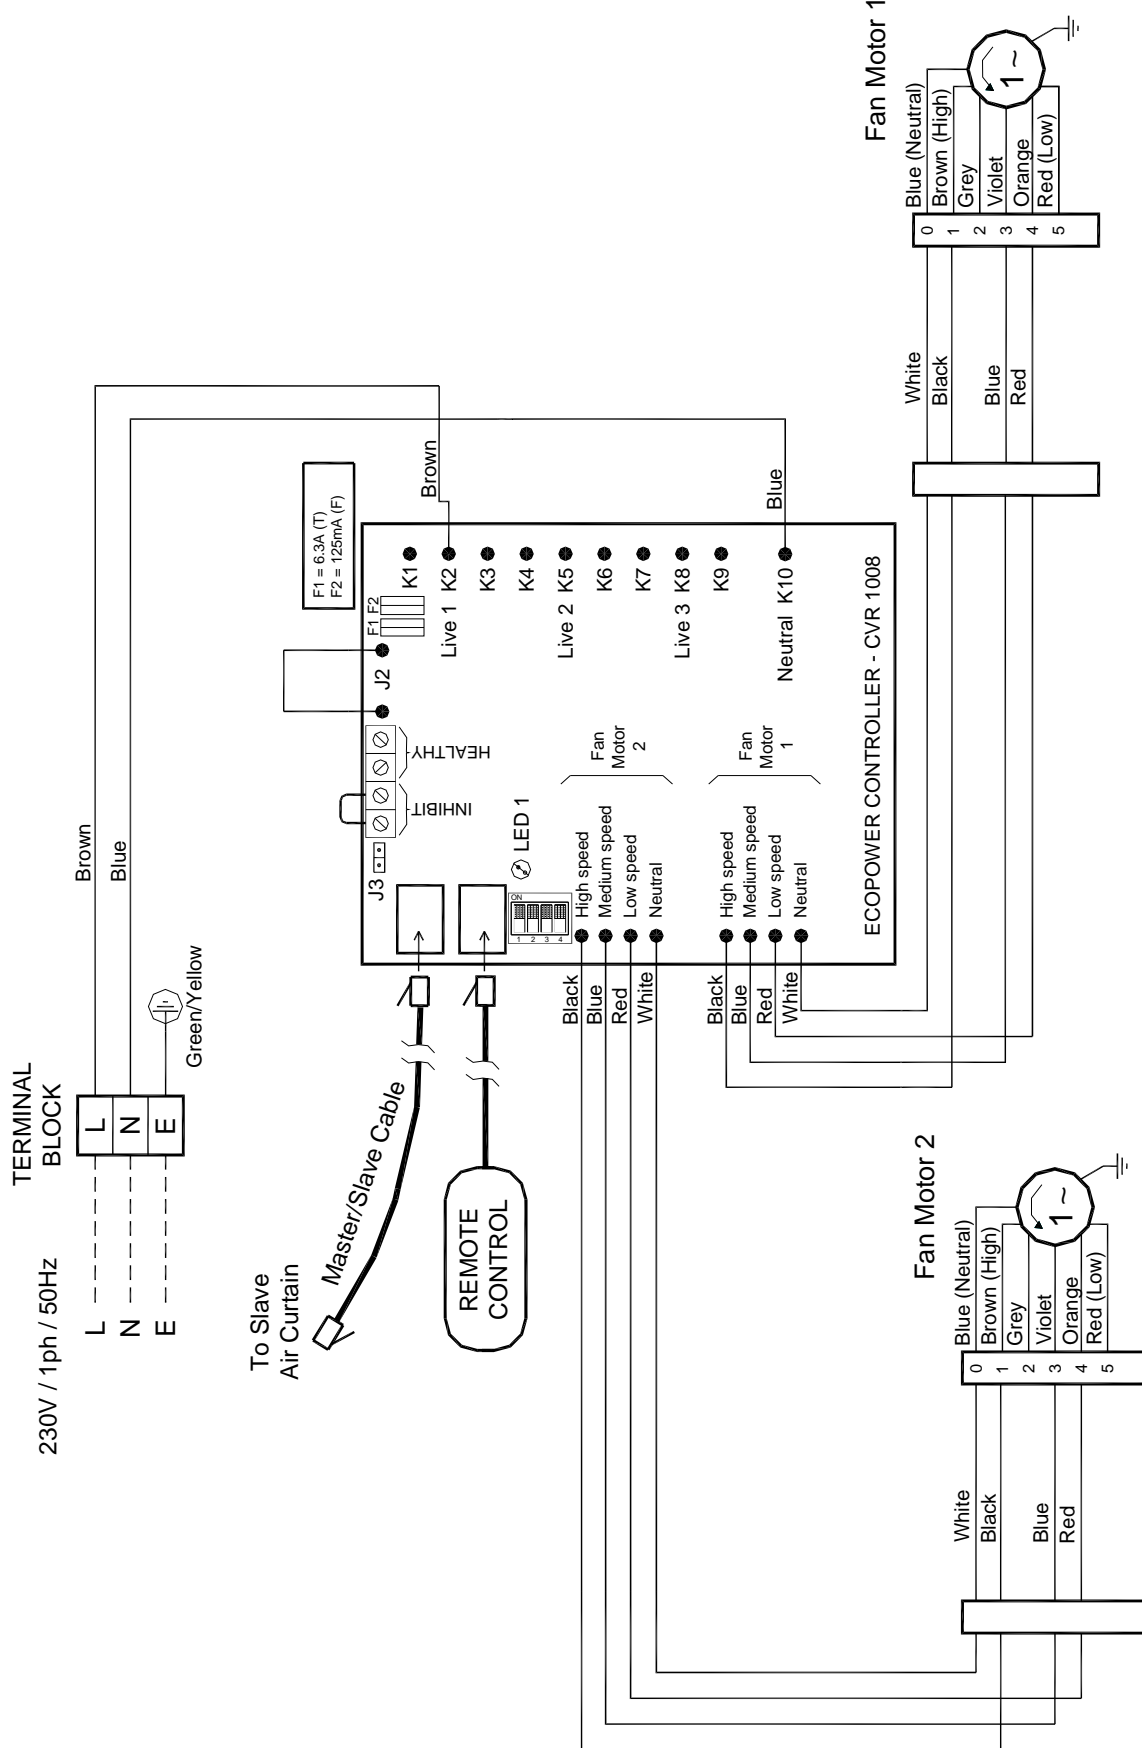 TERMINAL
BLOCK
230V / 1ph / 50Hz
L
N
E
L
N
E
Brown
Blue
Green/Yellow
To Slave
Air Curtain
Master/Slave Cable
REMOTE
CONTROL
F1 = 6.3A (T)
F2 = 125mA (F)
Brown
Blue
J3
INHIBIT
HEALTHY
J2
F1
F2
K1
Live 1 K2
K3
K4
Live 2 K5
K6
K7
Live 3 K8
K9
Neutral K10
LED 1
ON
1 2 3 4
High speed
Medium speed
Low speed
Neutral
Fan
Motor
2
High speed
Medium speed
Low speed
Neutral
Fan
Motor
1
ECOPOWER CONTROLLER - CVR 1008
Black
Blue
Red
White
Black
Blue
Red
White
Fan Motor 1
Blue (Neutral)
Brown (High)
Grey
Violet
Orange
Red (Low)
1~
0
1
2
3
4
5
White
Black
Blue
Red
Fan Motor 2
Blue (Neutral)
Brown (High)
Grey
Violet
Orange
Red (Low)
1~
0
1
2
3
4
5
White
Black
Blue
Red